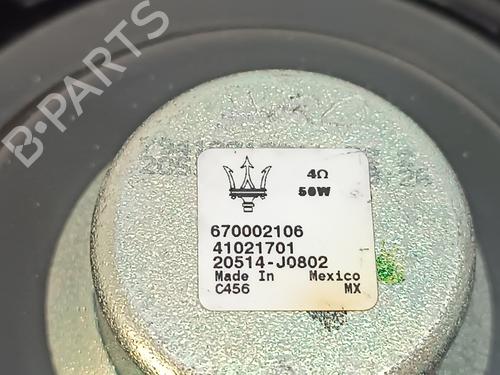 B-PARTS
4Ω
50W
670002106
41021701
20514-J0802
Made In Mexico
C456 MX